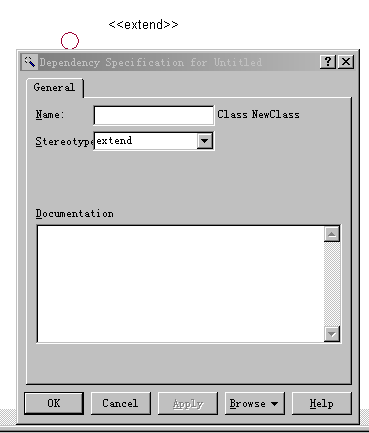 <<extend>>
Dependency Specification for Untitled
General
Name: Class NewClass
Stereotype extend
Documentation
OK Cancel Apply Browse Help